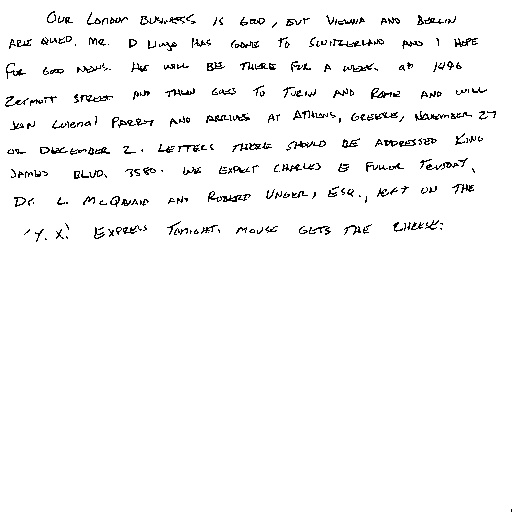 OUR LONDON BUSINESS IS GOOD, BUT VIENNA AND BERLIN
ARE QUIED. MR. D LLOYD HAS GONE TO SWITZERLAND AND I HOPE
FOR GOOD NEWS. HE WILL BE THERE FOR A WEEK. AT 1496
ZERMOTT STREET AND THEN GOES TO TURIN AND ROME AND WILL
JOIN COLONAL PARRY AND ARRIVES AT ATHENS, GREECE, NOVEMBER 27
OR DECEMBER 2. LETTERS THERE SHOULD BE ADDRESSED KING
JAMES BLVD. 3580. WE EXPECT CHARLES E FULLOR TUESDAY.
DR. L. MCQUAID AND ROBERT UNGER, ESQ., LEFT ON THE
"Y. X." EXPRESS TONIGHT. MOUSE GETS THE CHEESE.